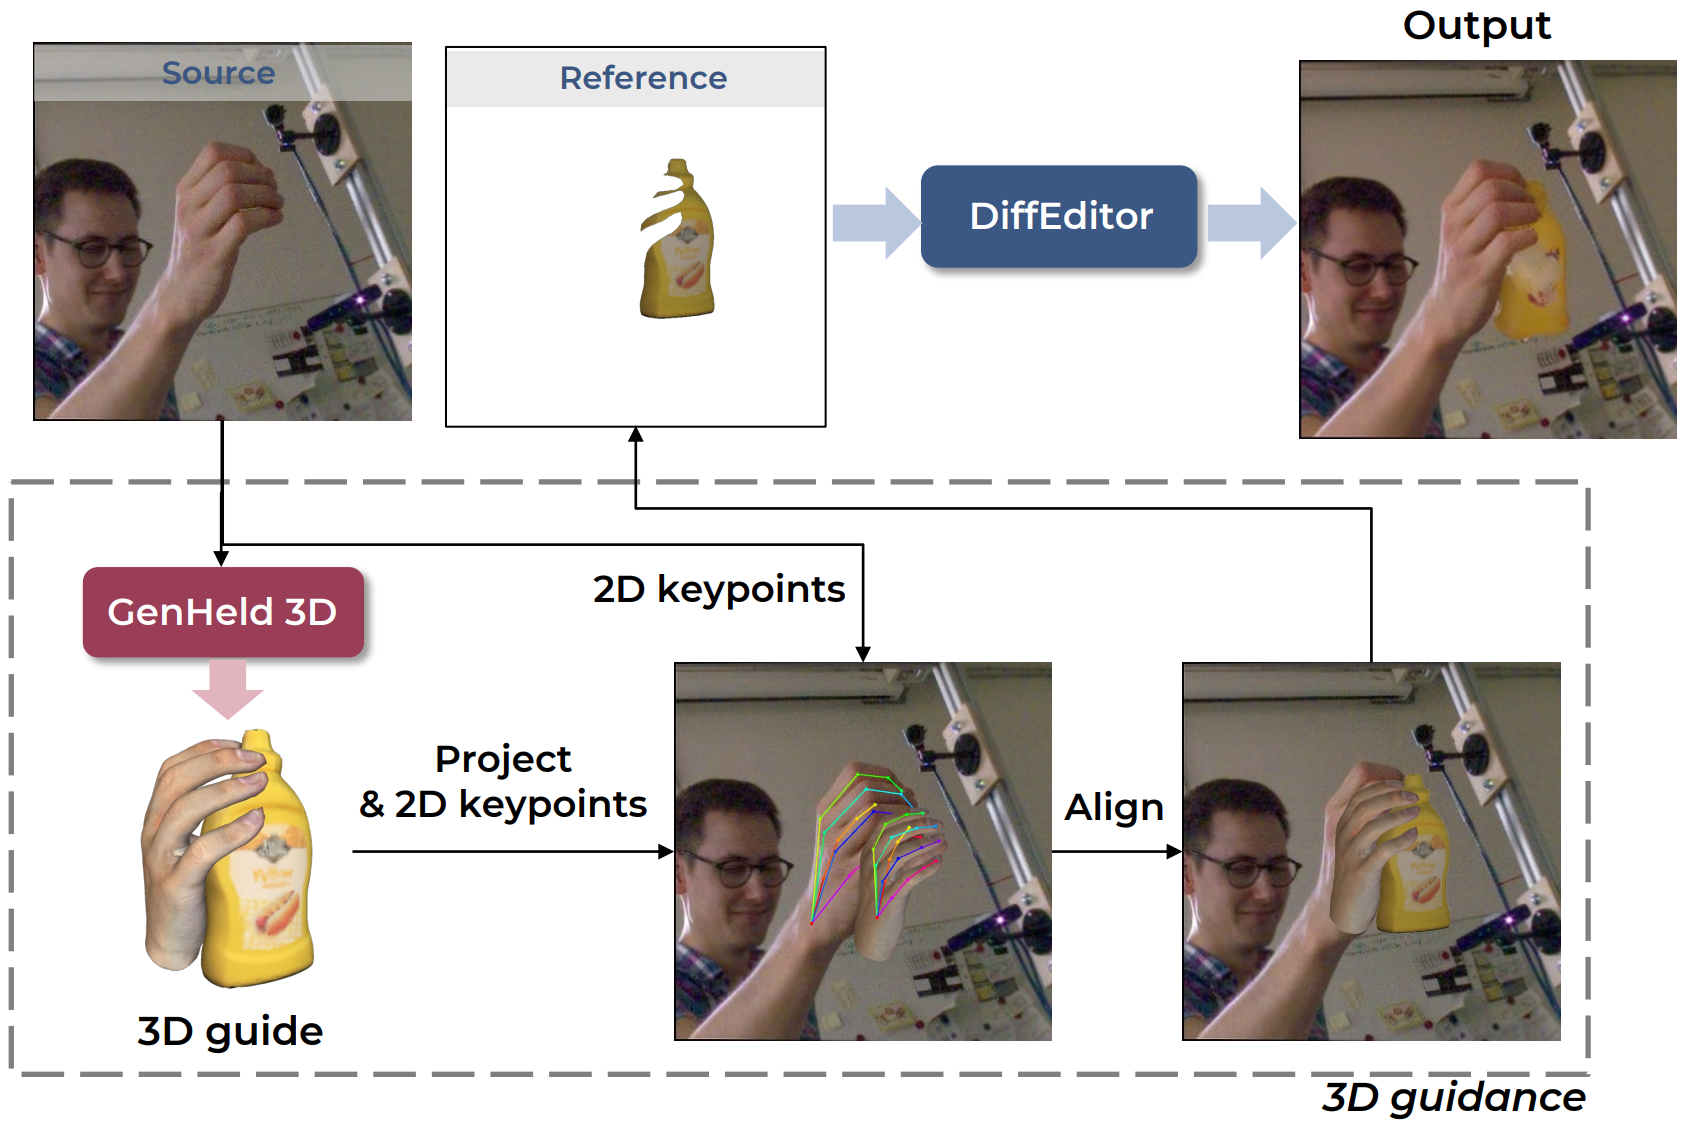 Output
Source
Reference
DiffEditor
2D keypoints
GenHeld 3D
Project
& 2D keypoints
Align
3D guide
3D guidance